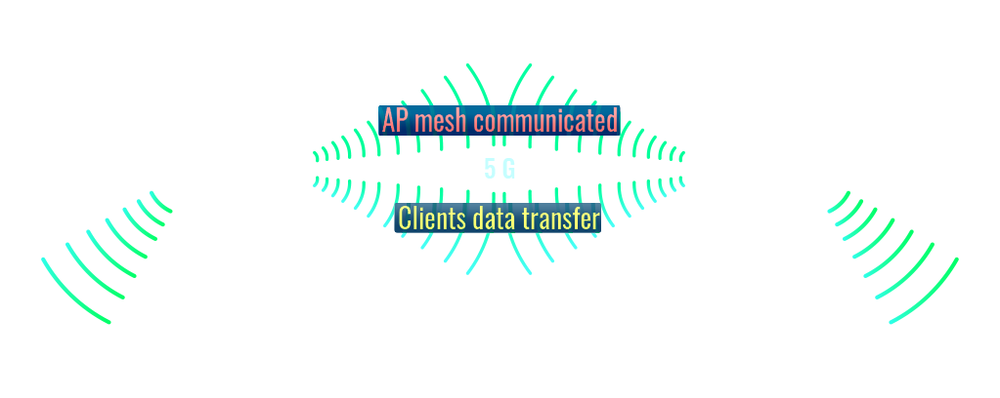 AP mesh communicated
5 G
Clients data transfer